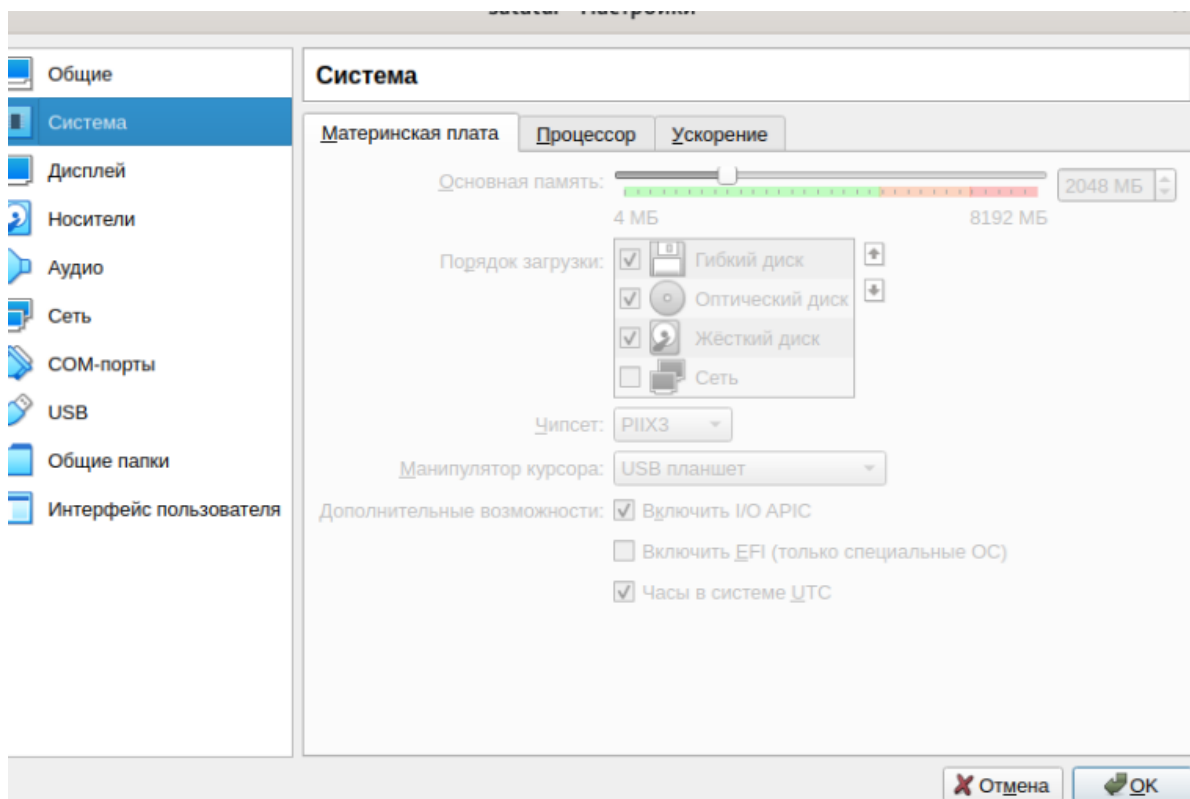 Настройки
Общие
Система
Дисплей
Носители
Аудио
Сеть
COM-порты
USB
Общие папки
Интерфейс пользователя
Система
Материнская плата
Процессор
Ускорение
Основная память:
2048 МБ
4 МБ
8192 МБ
Порядок загрузки:
Гибкий диск
Оптический диск
Жёсткий диск
Сеть
Чипсет:
PIIX3
Манипулятор курсора:
USB планшет
Дополнительные возможности:
Включить I/O APIC
Включить EFI (только специальные ОС)
Часы в системе UTC
Отмена
OK